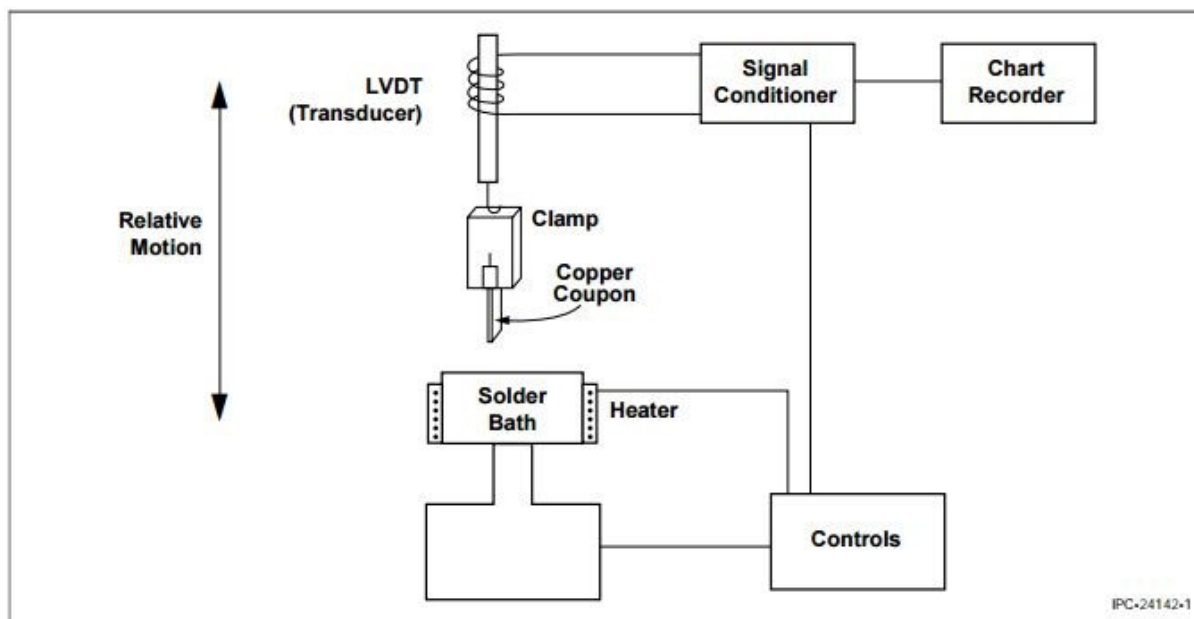 LVDT
(Transducer)
Signal
Conditioner
Chart
Recorder
Relative
Motion
Clamp
Copper
Coupon
Solder
Bath
Heater
Controls
IPC-24142-1